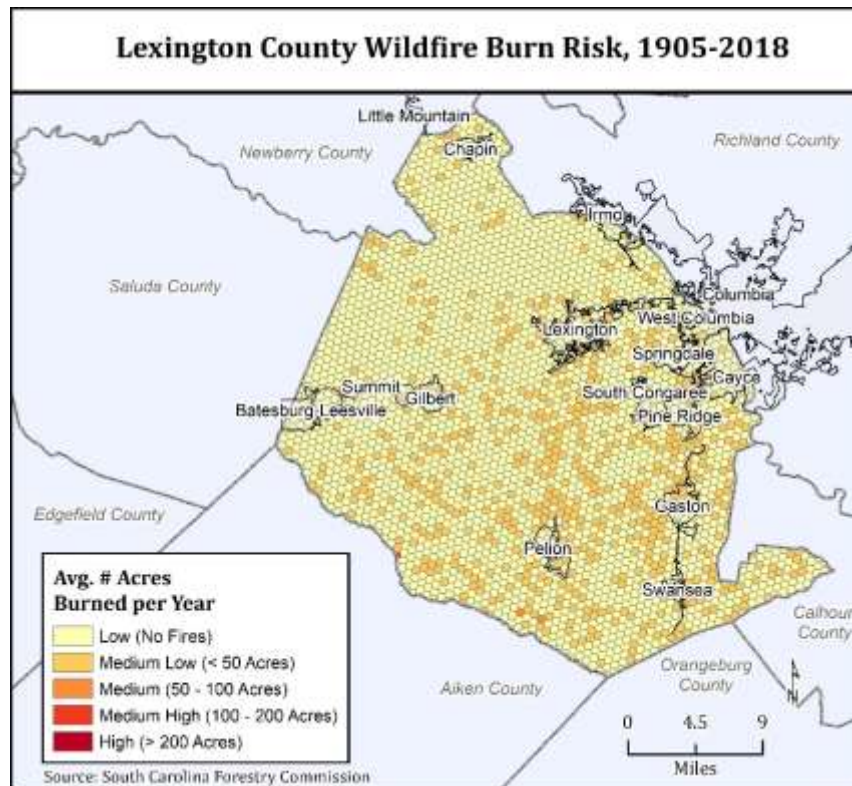 Lexington County Wildfire Burn Risk, 1905-2018
Little Mountain
Newberry County
Chapin
Richland County
Irmo
Saluda County
Columbia
Lexington
West Columbia
Springdale
Summit
Gilbert
South Congaree
Cayce
Batesburg-Leesville
Pine Ridge
Edgefield County
Gaston
Pelion
Swansea
Calhoun
County
Orangeburg
County
Aiken County
Avg. # Acres
Burned per Year
Low (No Fires)
Medium Low (< 50 Acres)
Medium (50 - 100 Acres)
Medium High (100 - 200 Acres)
High (> 200 Acres)
N
0 4.5 9
Miles
Source: South Carolina Forestry Commission